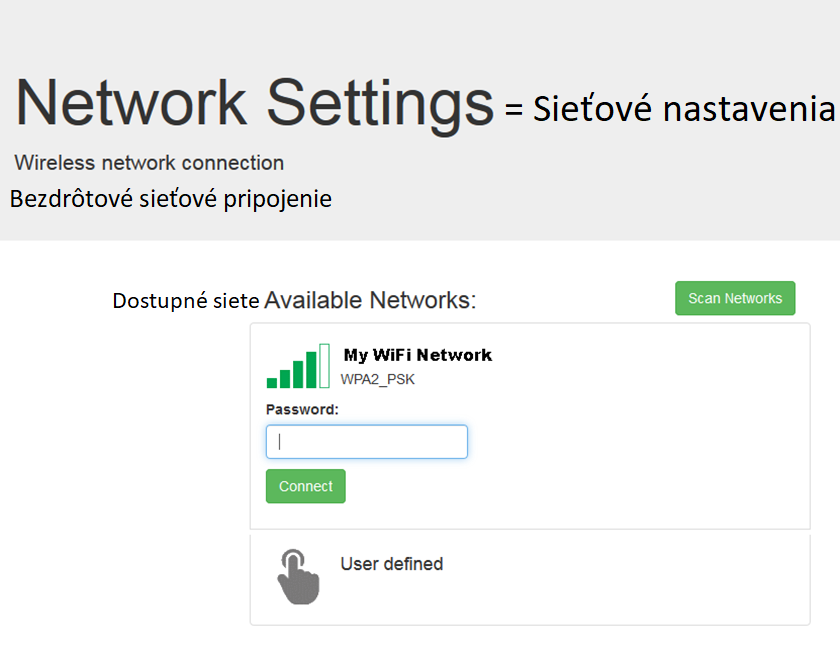 Network Settings = Sieťové nastavenia
Wireless network connection
Bezdrôtové sieťové pripojenie
Dostupné siete Available Networks:
Scan Networks
My WiFi Network
WPA2_PSK
Password:
Connect
User defined